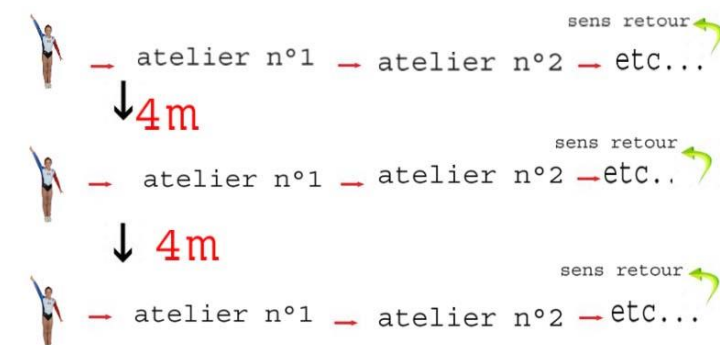 sens retour
atelier n°1 atelier n°2 etc...
4m
sens retour
atelier n°1 atelier n°2 etc..
4m
sens retour
atelier n°1 atelier n°2 etc...